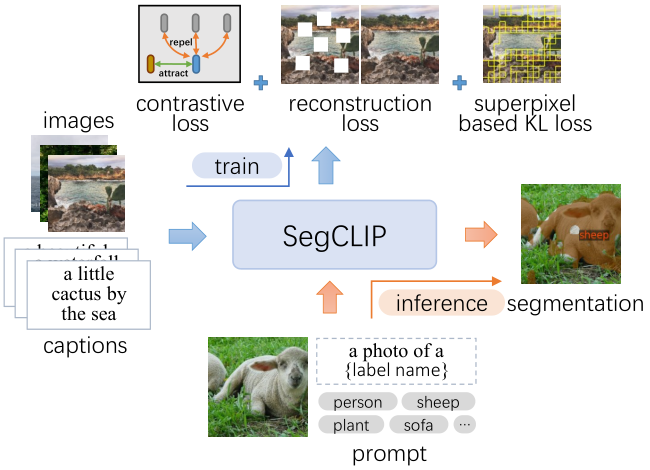 repel
attract
contrastive
loss
reconstruction
loss
superpixel
based KL loss
images
train
SegCLIP
a little
cactus by
the sea
captions
sheep
inference
segmentation
a photo of a
{label name}
person
sheep
plant
sofa
...
prompt